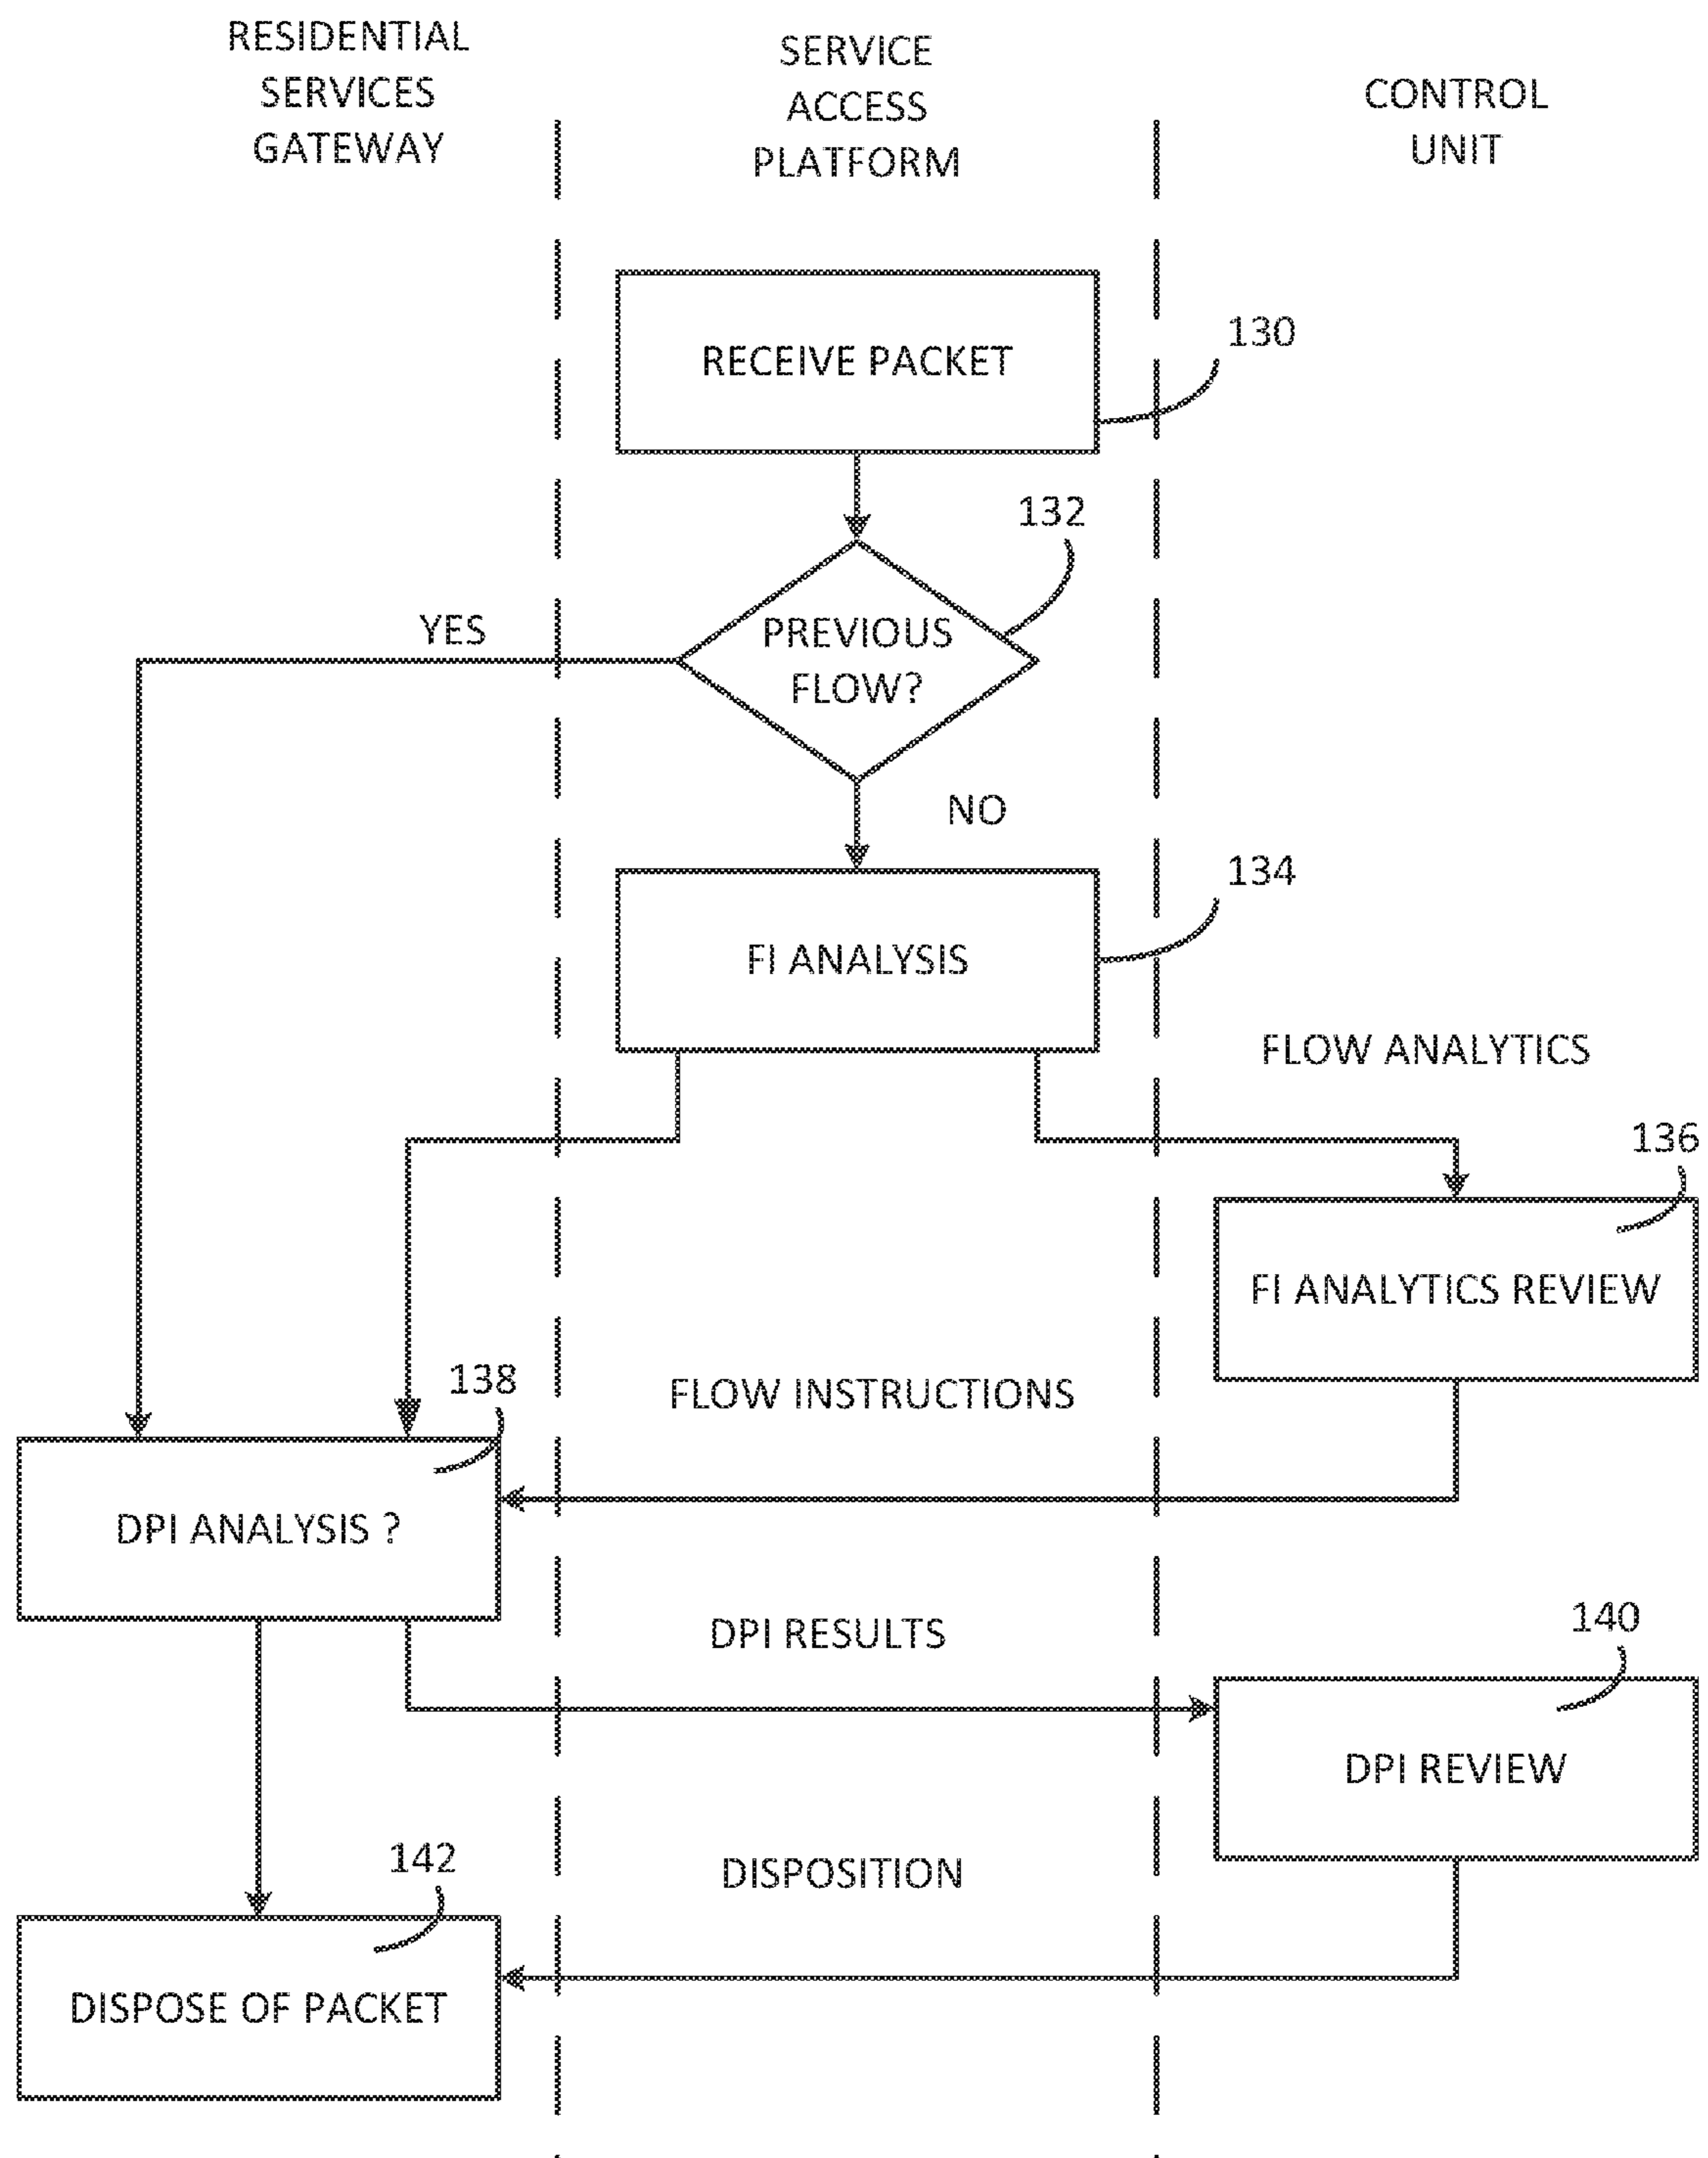 RESIDENTIAL
SERVICES
GATEWAY
SERVICE
ACCESS
PLATFORM
CONTROL
UNIT
RECEIVE PACKET
130
132
PREVIOUS
FLOW?
YES
NO
134
FI ANALYSIS
FLOW ANALYTICS
136
FI ANALYTICS REVIEW
138
FLOW INSTRUCTIONS
DPI ANALYSIS ?
DPI RESULTS
140
DPI REVIEW
142
DISPOSITION
DISPOSE OF PACKET